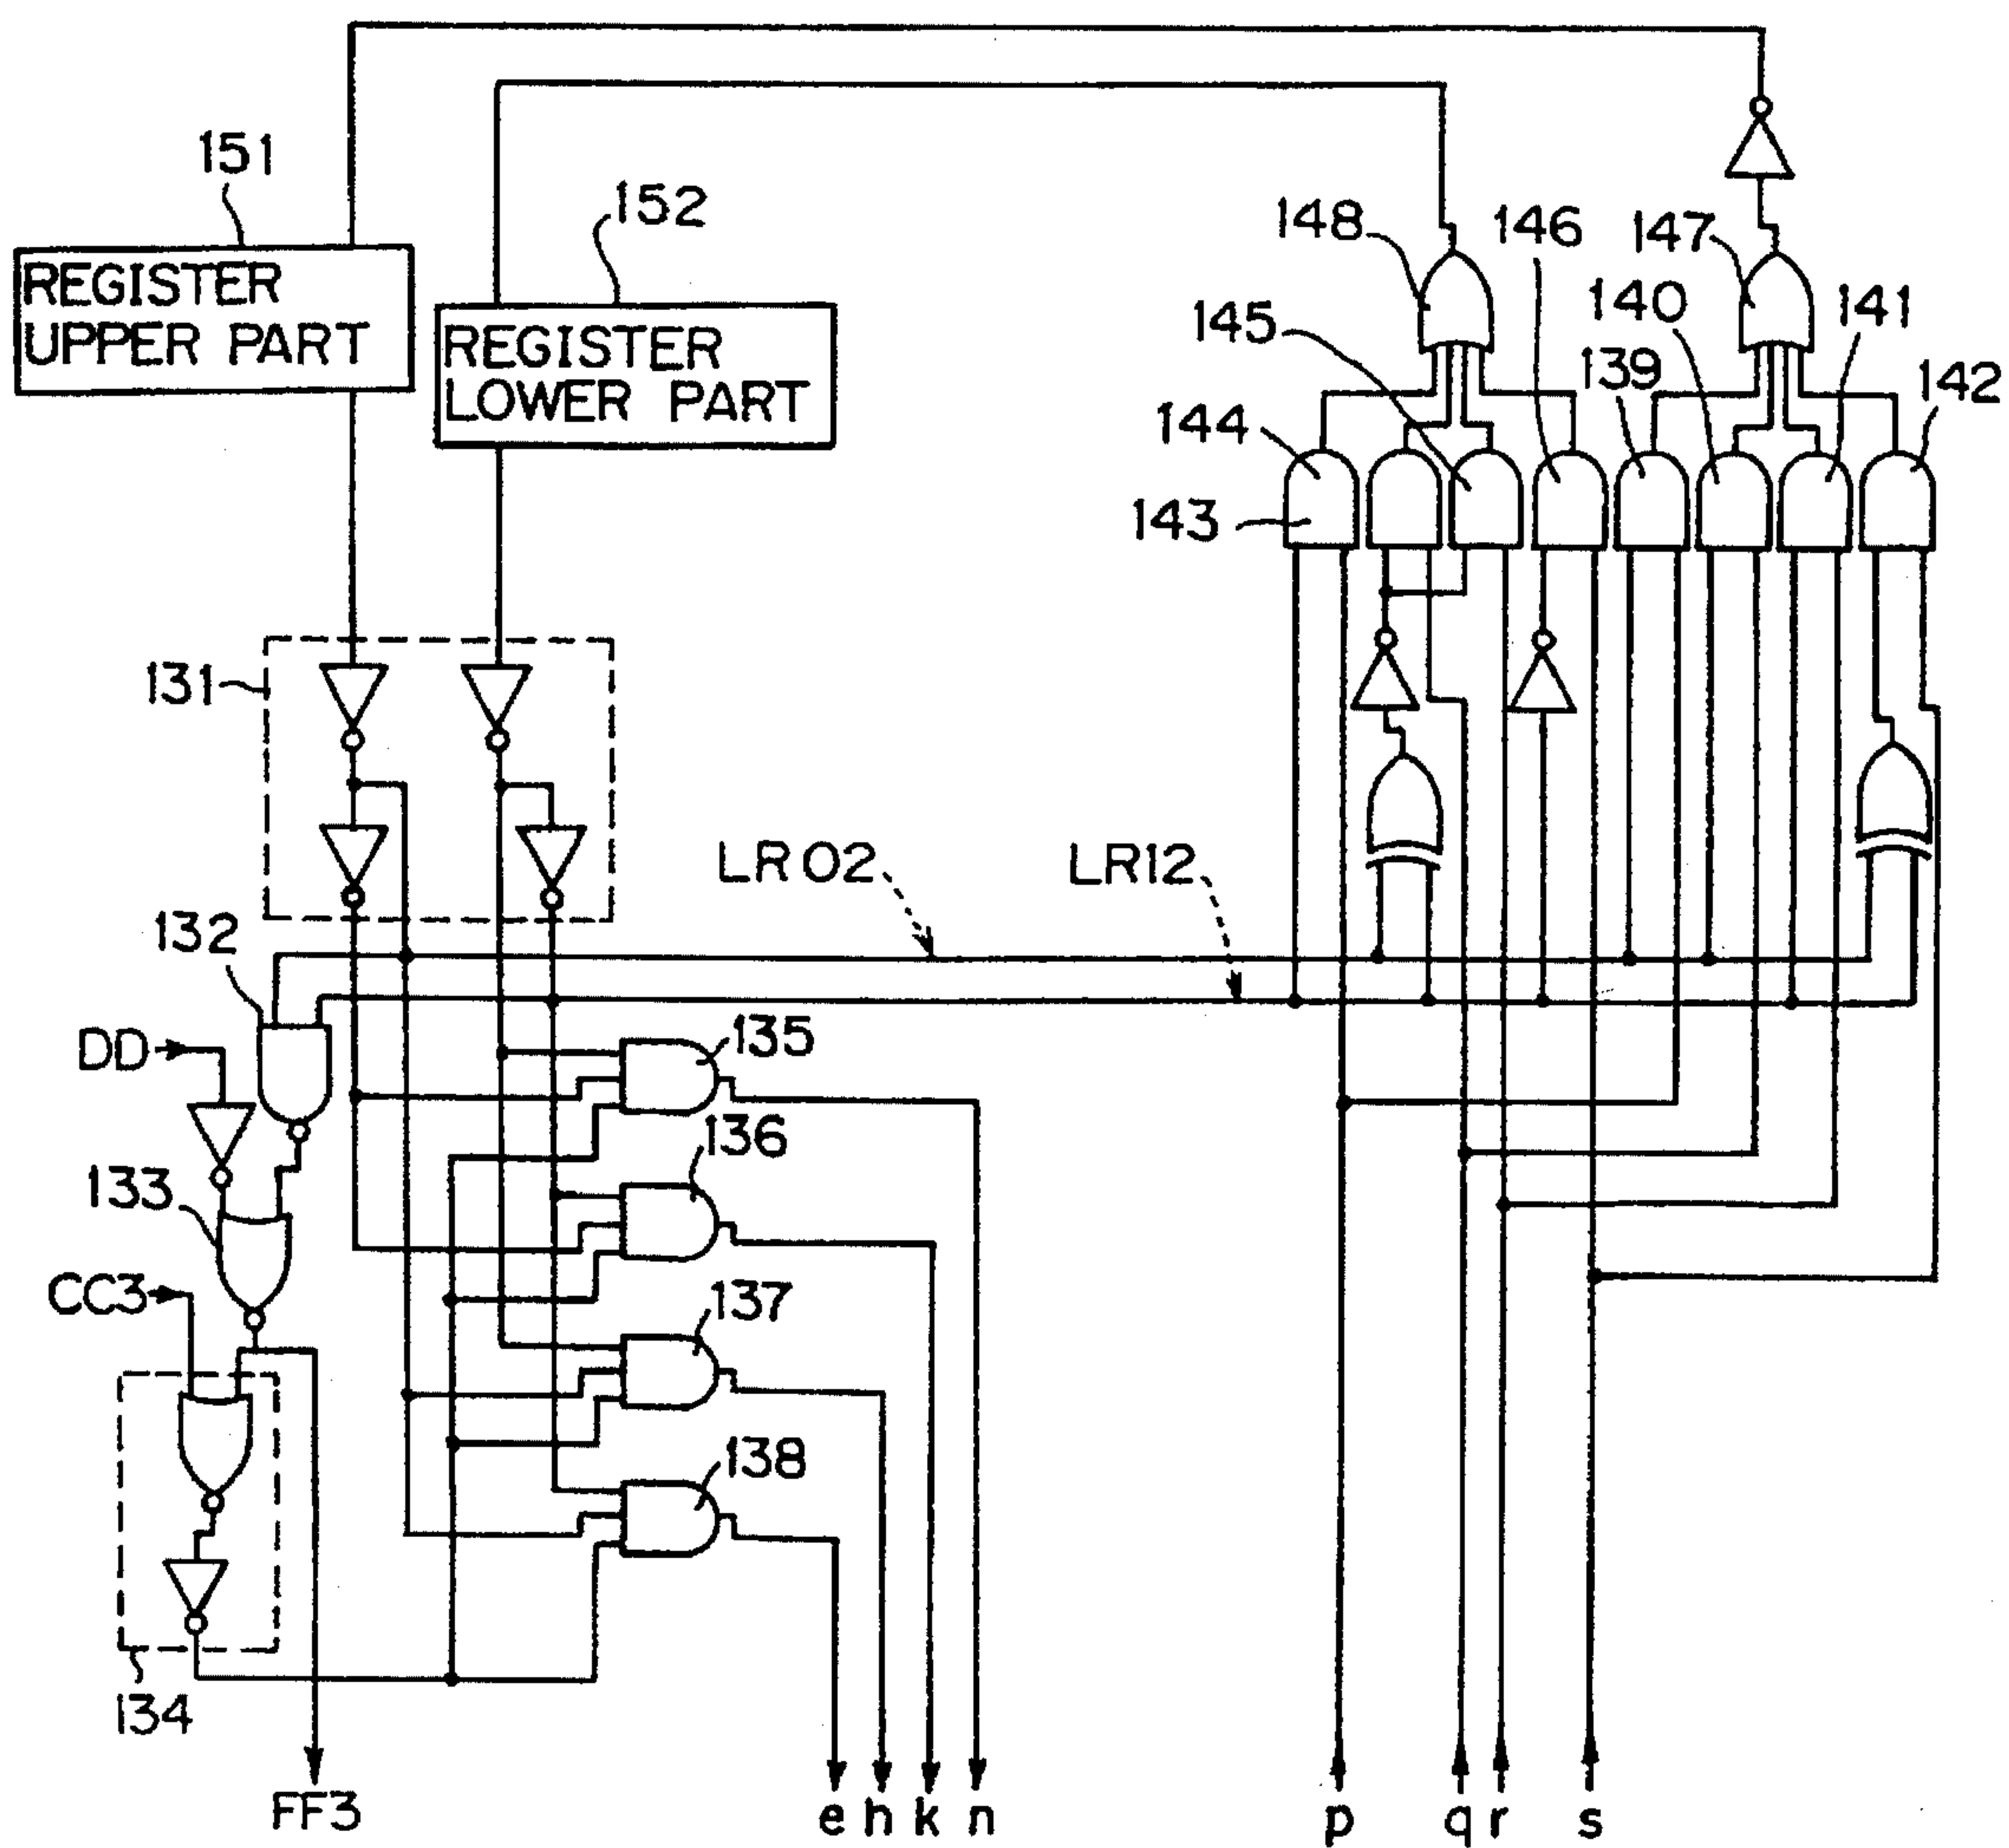 151
152
REGISTER
UPPER PART
REGISTER
LOWER PART
148
146
147
145
140
141
139
142
144
143
131
LR02
LR12
132
DD
135
136
133
CC3
137
138
134
FF3
e h k n
p q r s